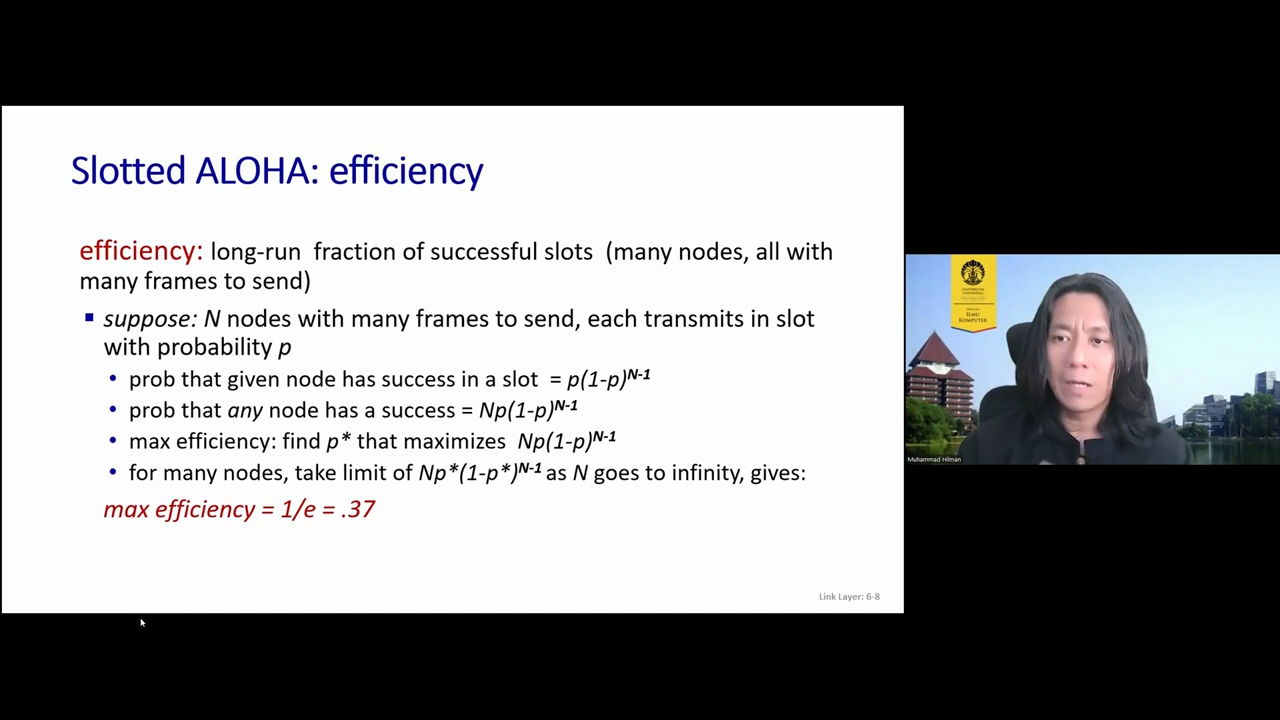 Slotted ALOHA: efficiency
efficiency: long-run fraction of successful slots (many nodes, all with
many frames to send)
▪ suppose: N nodes with many frames to send, each transmits in slot
with probability p
• prob that given node has success in a slot = p(1-p)^N-1
• prob that any node has a success = Np(1-p)^N-1
• max efficiency: find p* that maximizes Np(1-p)^N-1
• for many nodes, take limit of Np*(1-p*)^N-1 as N goes to infinity, gives:
max efficiency = 1/e = .37
Link Layer: 6-8
UNIVERSITAS
INDONESIA
ILMU
KOMPUTER
Muhammad Hilman